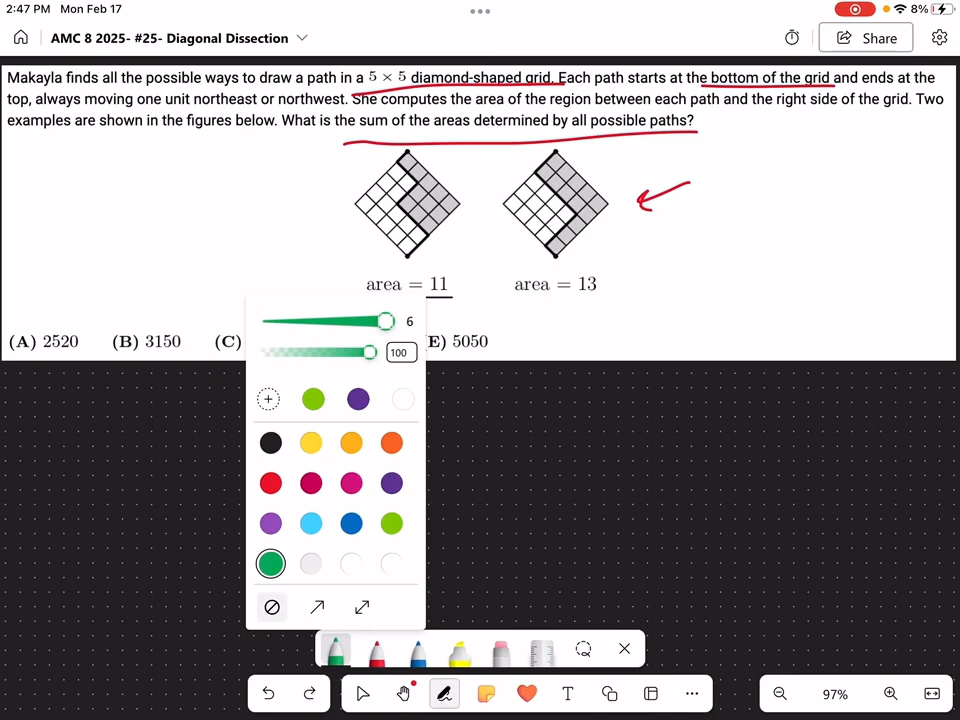 2:47 PM Mon Feb 17
8%
AMC 8 2025- #25- Diagonal Dissection
Share
Makayla finds all the possible ways to draw a path in a 5 × 5 diamond-shaped grid. Each path starts at the bottom of the grid and ends at the
top, always moving one unit northeast or northwest. She computes the area of the region between each path and the right side of the grid. Two
examples are shown in the figures below. What is the sum of the areas determined by all possible paths?
area = 11
area = 13
6
100
(A) 2520 (B) 3150 (C) E) 5050
97%